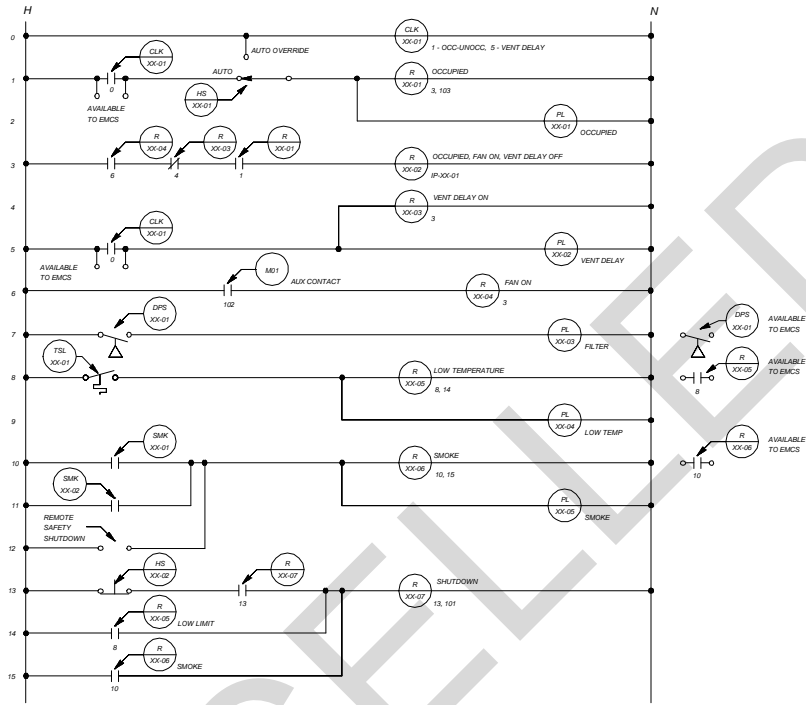 H N
0 CLK XX-01 1 - OCC-UNOCC, 5 - VENT DELAY
AUTO OVERRIDE
CLK XX-01
1 0 AUTO R XX-01 OCCUPIED
3, 103
HS XX-01
AVAILABLE
TO EMCS
2 PL XX-01 OCCUPIED
R XX-04 R XX-03 R XX-01
3 6 4 1 R XX-02 OCCUPIED, FAN ON, VENT DELAY OFF
IP-XX-01
4 R XX-03 VENT DELAY ON
3
CLK XX-01
5 0 PL XX-02 VENT DELAY
AVAILABLE
TO EMCS
M01
6 102 AUX CONTACT R XX-04 FAN ON
3
DPS XX-01
7 PL XX-03 FILTER
DPS XX-01 AVAILABLE
TO EMCS
TSL XX-01
8 R XX-05 LOW TEMPERATURE
8, 14
8 R XX-05 AVAILABLE
TO EMCS
9 PL XX-04 LOW TEMP
SMK XX-01
10 R XX-06 SMOKE
10, 15
10 R XX-06 AVAILABLE
TO EMCS
SMK XX-02
11 PL XX-05 SMOKE
REMOTE
SAFETY
SHUTDOWN
12
HS XX-02 R XX-07
13 13 R XX-07 SHUTDOWN
13, 101
R XX-05
14 8 LOW LIMIT
R XX-06
15 10 SMOKE
CELLED